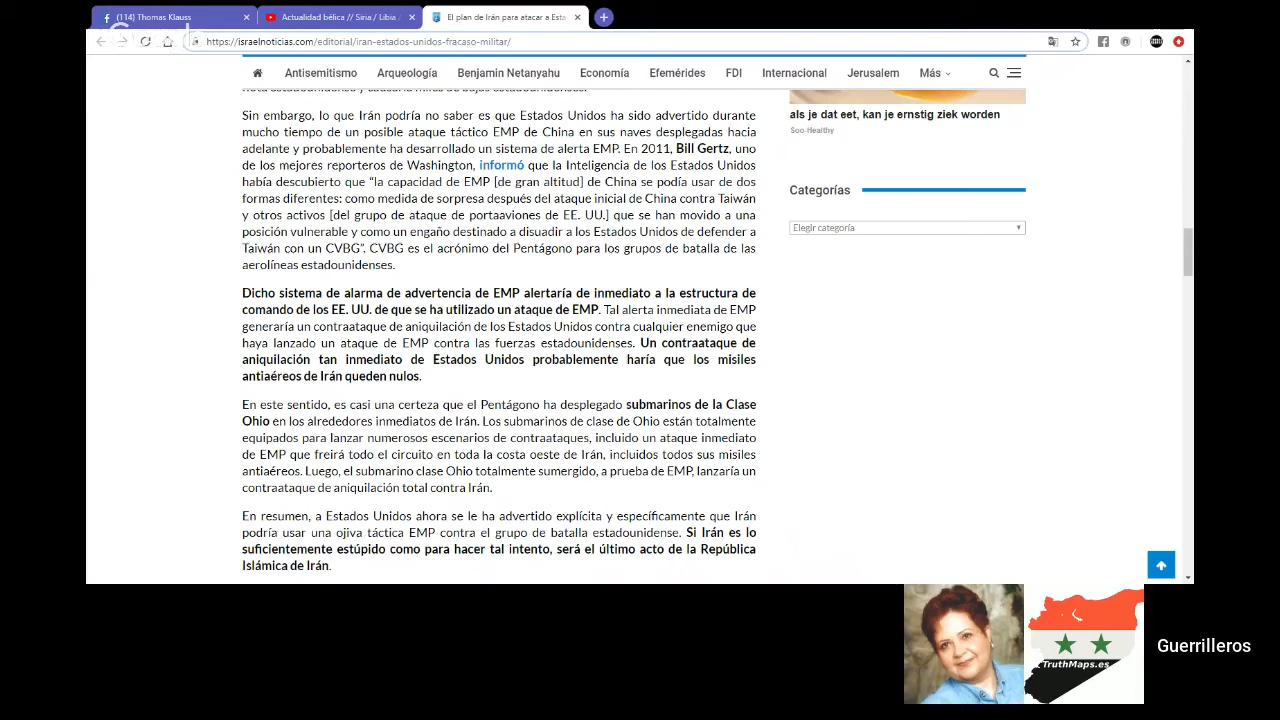 (114) Thomas Klauss
Actualidad bélica // Siria / Libia
El plan de Irán para atacar a Esta
https://israelnoticias.com/editorial/iran-estados-unidos-fracaso-militar/
Antisemitismo Arqueología Benjamin Netanyahu Economía Efemérides FDI Internacional Jerusalem Más
Sin embargo, lo que Irán podría no saber es que Estados Unidos ha sido advertido durante
mucho tiempo de un posible ataque táctico EMP de China en sus naves desplegadas hacia
adelante y probablemente ha desarrollado un sistema de alerta EMP. En 2011, Bill Gertz, uno
de los mejores reporteros de Washington, informó que la Inteligencia de los Estados Unidos
había descubierto que “la capacidad de EMP [de gran altitud] de China se podía usar de dos
formas diferentes: como medida de sorpresa después del ataque inicial de China contra Taiwán
y otros activos [del grupo de ataque de portaaviones de EE. UU.] que se han movido a una
posición vulnerable y como un engaño destinado a disuadir a los Estados Unidos de defender a
Taiwán con un CVBG”. CVBG es el acrónimo del Pentágono para los grupos de batalla de las
aerolíneas estadounidenses.
Dicho sistema de alarma de advertencia de EMP alertaría de inmediato a la estructura de
comando de los EE. UU. de que se ha utilizado un ataque de EMP. Tal alerta inmediata de EMP
generaría un contraataque de aniquilación de los Estados Unidos contra cualquier enemigo que
haya lanzado un ataque de EMP contra las fuerzas estadounidenses. Un contraataque de
aniquilación tan inmediato de Estados Unidos probablemente haría que los misiles
antiaéreos de Irán queden nulos.
En este sentido, es casi una certeza que el Pentágono ha desplegado submarinos de la Clase
Ohio en los alrededores inmediatos de Irán. Los submarinos de clase de Ohio están totalmente
equipados para lanzar numerosos escenarios de contraataques, incluido un ataque inmediato
de EMP que freirá todo el circuito en toda la costa oeste de Irán, incluidos todos sus misiles
antiaéreos. Luego, el submarino clase Ohio totalmente sumergido, a prueba de EMP, lanzaría un
contraataque de aniquilación total contra Irán.
En resumen, a Estados Unidos ahora se le ha advertido explícita y específicamente que Irán
podría usar una ojiva táctica EMP contra el grupo de batalla estadounidense. Si Irán es lo
suficientemente estúpido como para hacer tal intento, será el último acto de la República
Islámica de Irán.
als je dat eet, kan je ernstig ziek worden
Soo-Healthy
Categorías
Elegir categoría
TruthMaps.es
Guerrilleros